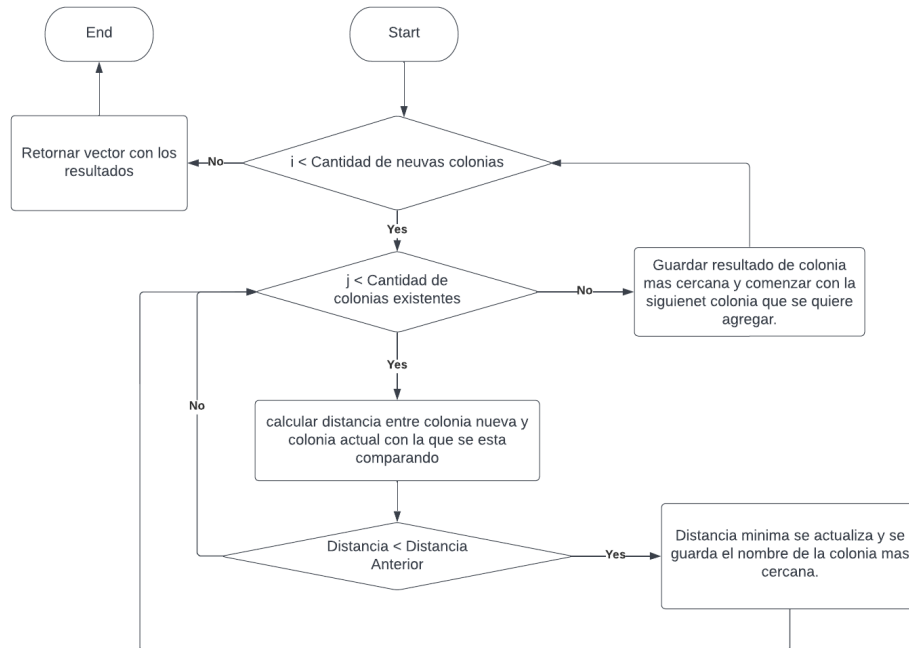 End
Start
Retornar vector con los
resultados
No
i < Cantidad de neuvas colonias
Yes
j < Cantidad de
colonias existentes
No
Guardar resultado de colonia
mas cercana y comenzar con la
siguienet colonia que se quiere
agregar.
Yes
No
calcular distancia entre colonia nueva y
colonia actual con la que se esta
comparando
Distancia < Distancia
Anterior
Yes
Distancia minima se actualiza y se
guarda el nombre de la colonia mas
cercana.